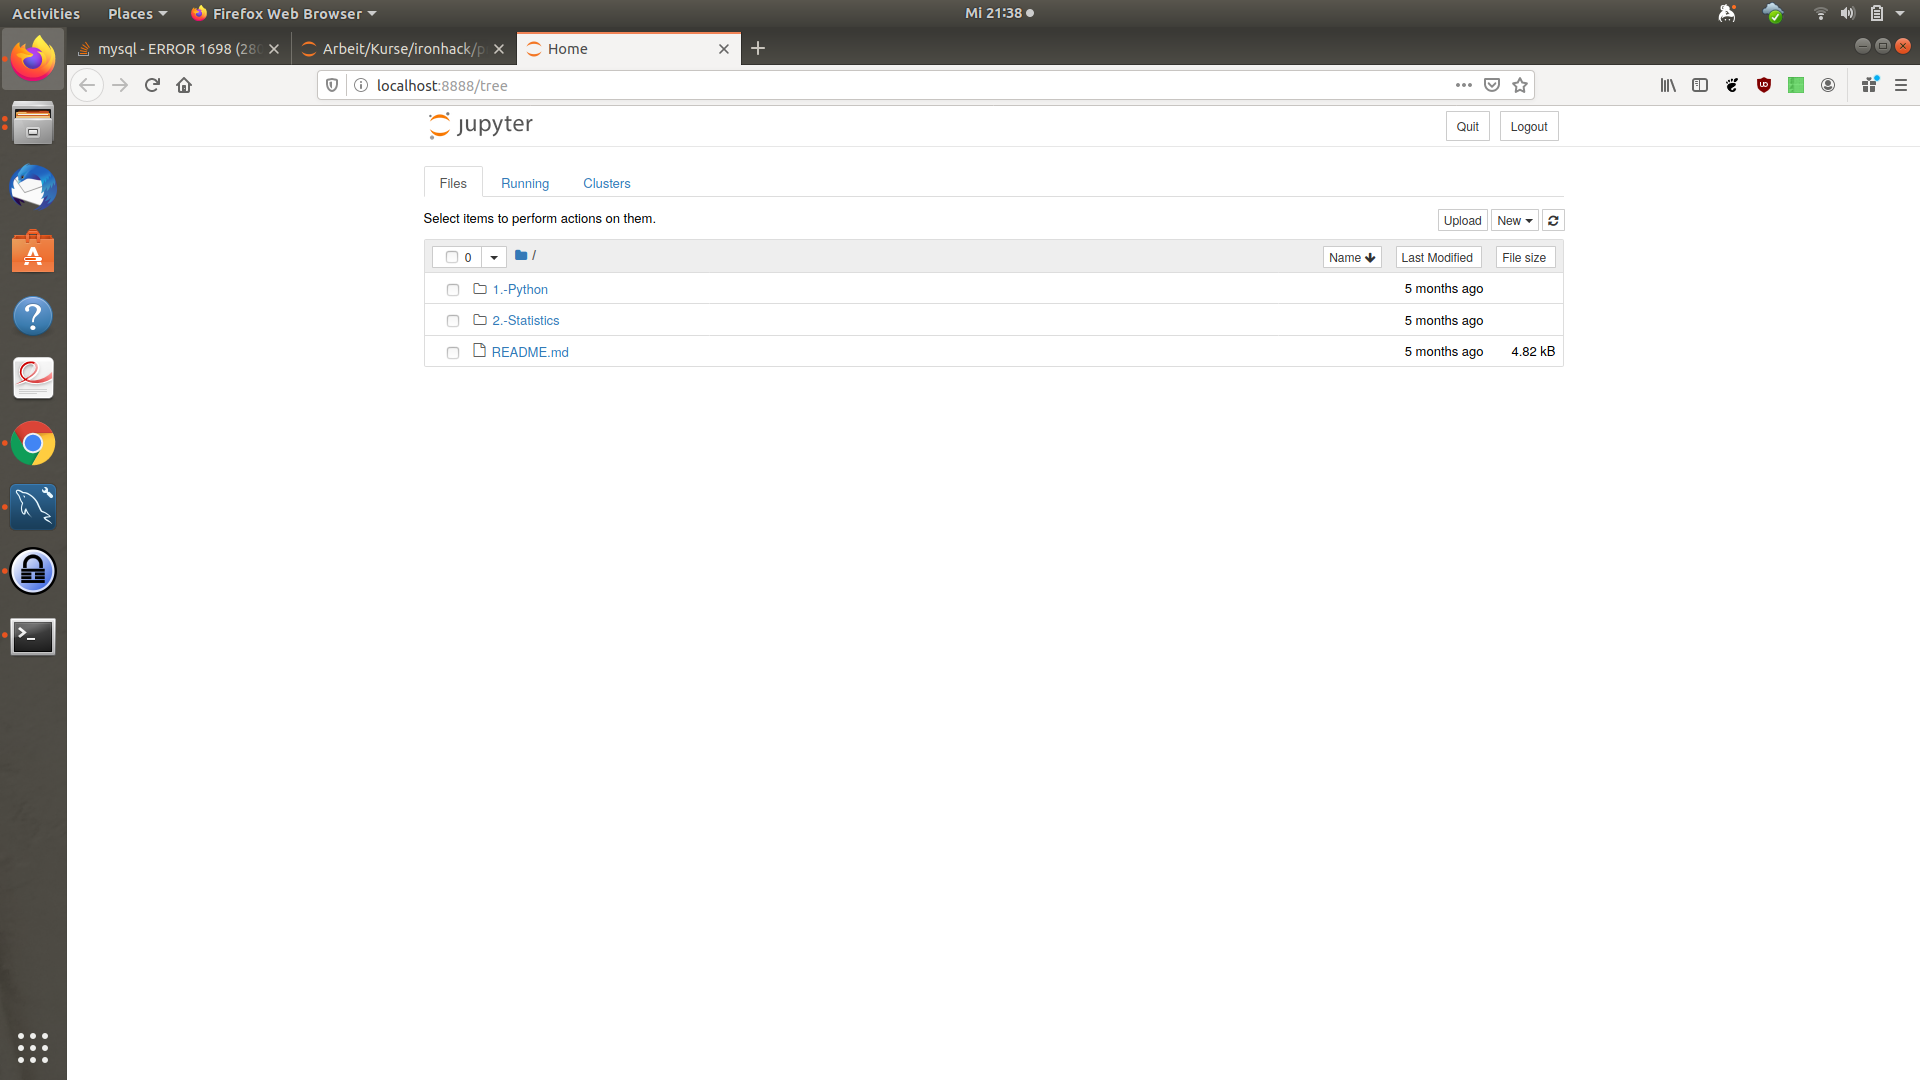 Activities Places Firefox Web Browser Mi 21:38
mysql - ERROR 1698 (280 Arbeit/Kurse/ironhack/p Home
localhost:8888/tree
jupyter Quit Logout
Files Running Clusters
Select items to perform actions on them. Upload New
0 / Name Last Modified File size
1.-Python 5 months ago
2.-Statistics 5 months ago
README.md 5 months ago 4.82 kB